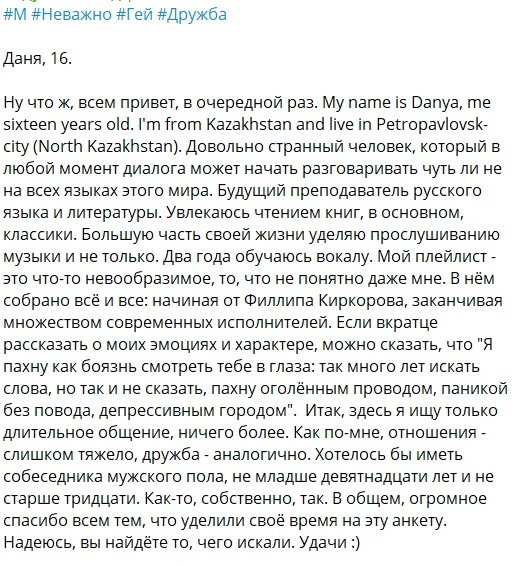 #М #Неважно #Гей #Дружба
Даня, 16.
Ну что ж, всем привет, в очередной раз. My name is Danya, me
sixteen years old. I'm from Kazakhstan and live in Petropavlovsk-
city (North Kazakhstan). Довольно странный человек, который в
любой момент диалога может начать разговаривать чуть ли не
на всех языках этого мира. Будущий преподаватель русского
языка и литературы. Увлекаюсь чтением книг, в основном,
классики. Большую часть своей жизни уделяю прослушиванию
музыки и не только. Два года обучаюсь вокалу. Мой плейлист -
это что-то невообразимое, то, что не понятно даже мне. В нём
собрано всё и все: начиная от Филлипа Киркорова, заканчивая
множеством современных исполнителей. Если вкратце
рассказать о моих эмоциях и характере, можно сказать, что "Я
пахну как боязнь смотреть тебе в глаза: так много лет искать
слова, но так и не сказать, пахну оголённым проводом, паникой
без повода, депрессивным городом".  Итак, здесь я ищу только
длительное общение, ничего более. Как по-мне, отношения -
слишком тяжело, дружба - аналогично. Хотелось бы иметь
собеседника мужского пола, не младше девятнадцати лет и не
старше тридцати. Как-то, собственно, так. В общем, огромное
спасибо всем тем, что уделили своё время на эту анкету.
Надеюсь, вы найдёте то, чего искали. Удачи :)